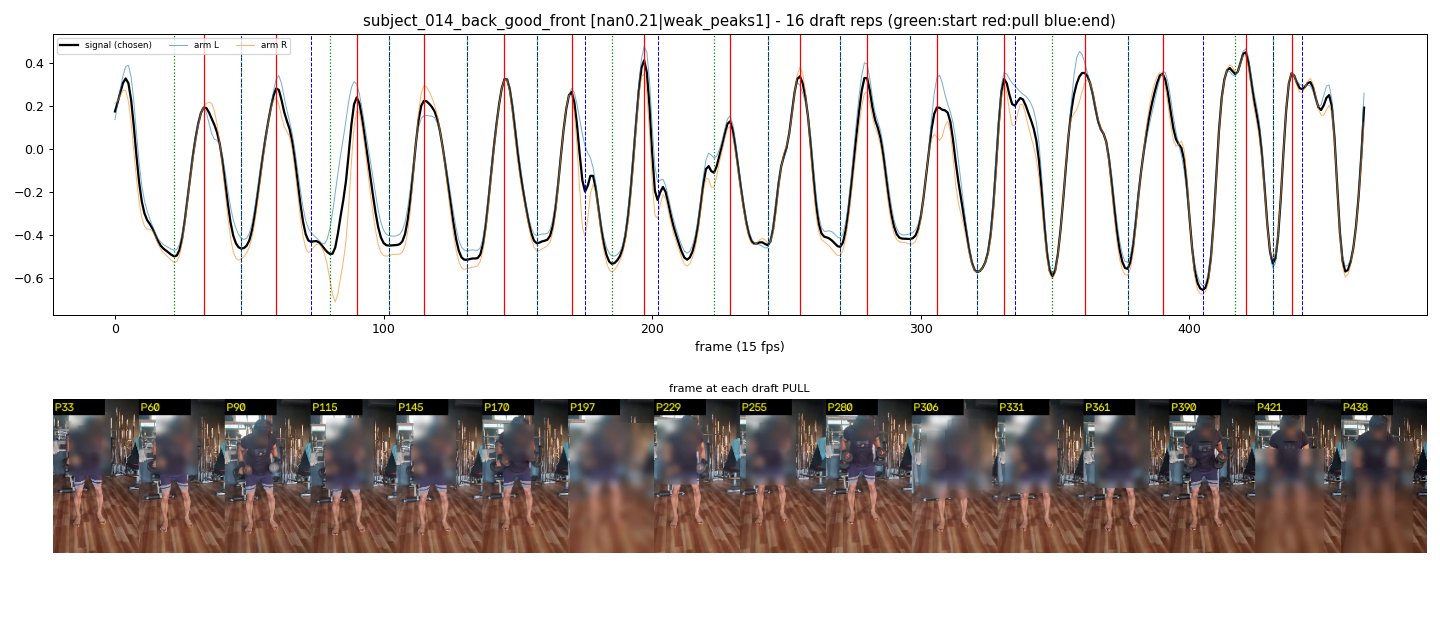 subject_014_back_good_front [nan0.21|weak_peaks1] - 16 draft reps (green:start red:pull blue:end)
signal (chosen) arm L arm R
0.4
0.2
0.0
−0.2
−0.4
−0.6
0 100 200 300 400
frame (15 fps)
frame at each draft PULL
P33 P60 P90 P115 P145 P170 P197 P229 P255 P280 P306 P331 P361 P390 P421 P438